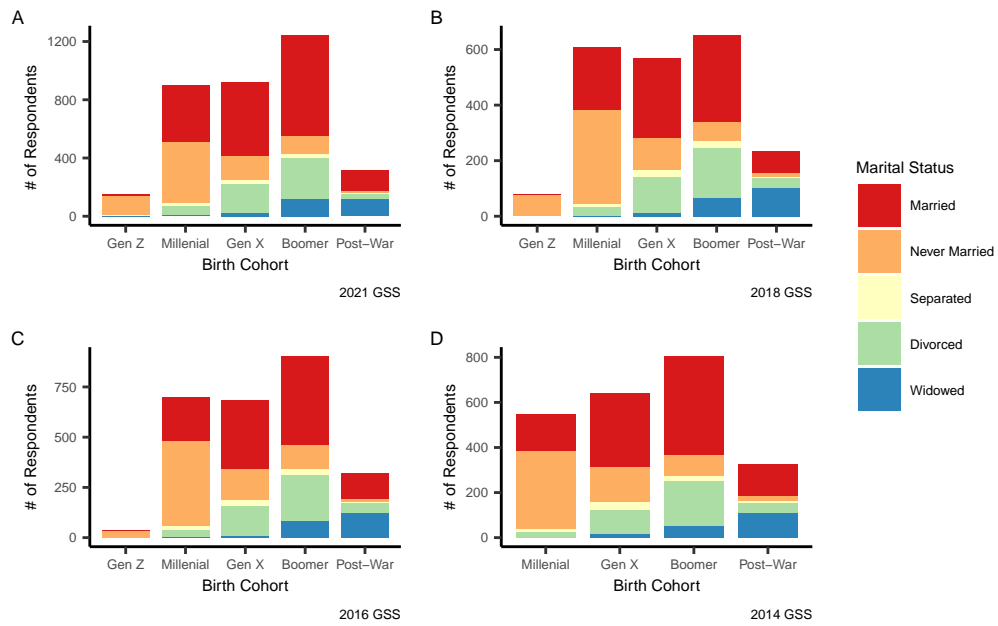 A
# of Respondents
1200
800
400
0
Gen Z Millenial Gen X Boomer Post−War
Birth Cohort
2021 GSS
B
# of Respondents
600
400
200
0
Gen Z Millenial Gen X Boomer Post−War
Birth Cohort
2018 GSS
C
# of Respondents
750
500
250
0
Gen Z Millenial Gen X Boomer Post−War
Birth Cohort
2016 GSS
D
# of Respondents
800
600
400
200
0
Millenial Gen X Boomer Post−War
Birth Cohort
2014 GSS
Marital Status
Married
Never Married
Separated
Divorced
Widowed